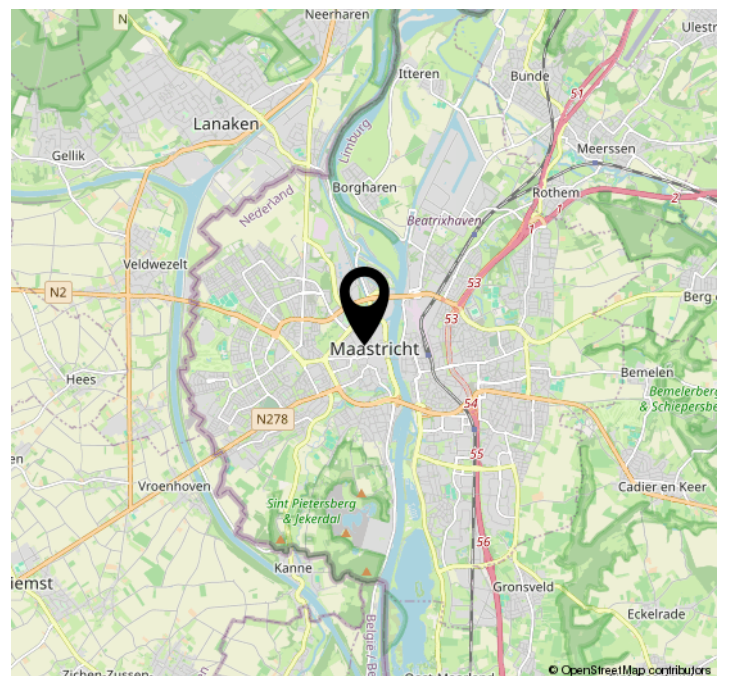 Neerharen
N
Ulestr
Itteren
Bunde
51
Lanaken
Limburg
Meerssen
Gellik
Borgharen
Rothem
2
Nederland
Beatrixhaven
1
1
Veldwezelt
53
N2
Berg
53
Maastricht
Hees
Bemelen
Bemelerberg
& Schiepersbe
54
N278
en
55
Vroenhoven
Cadier en Keer
Sint Pietersberg
& Jekerdal
56
Kanne
iemst
Gronsveld
Eckelrade
België / Be
Zichen-Zussen-
© OpenStreetMap contributors